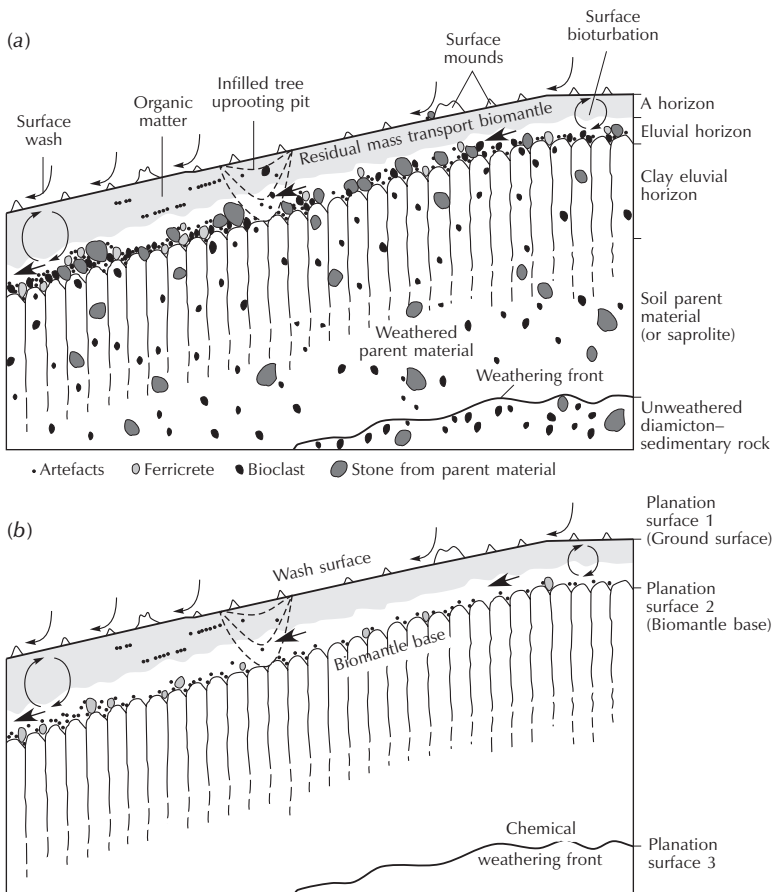 (a)
Surface
bioturbation
Surface
mounds
Infilled tree
uprooting pit
Organic
matter
Surface
wash
Residual mass transport biomantle
A horizon
Eluvial horizon
Clay eluvial
horizon
Soil parent
material
(or saprolite)
Weathered
parent material
Weathering front
Unweathered
diamicton–
sedimentary rock
Artefacts
Ferricrete
Bioclast
Stone from parent material
(b)
Planation
surface 1
(Ground surface)
Wash surface
Planation
surface 2
(Biomantle base)
Biomantle base
Chemical
weathering front
Planation
surface 3